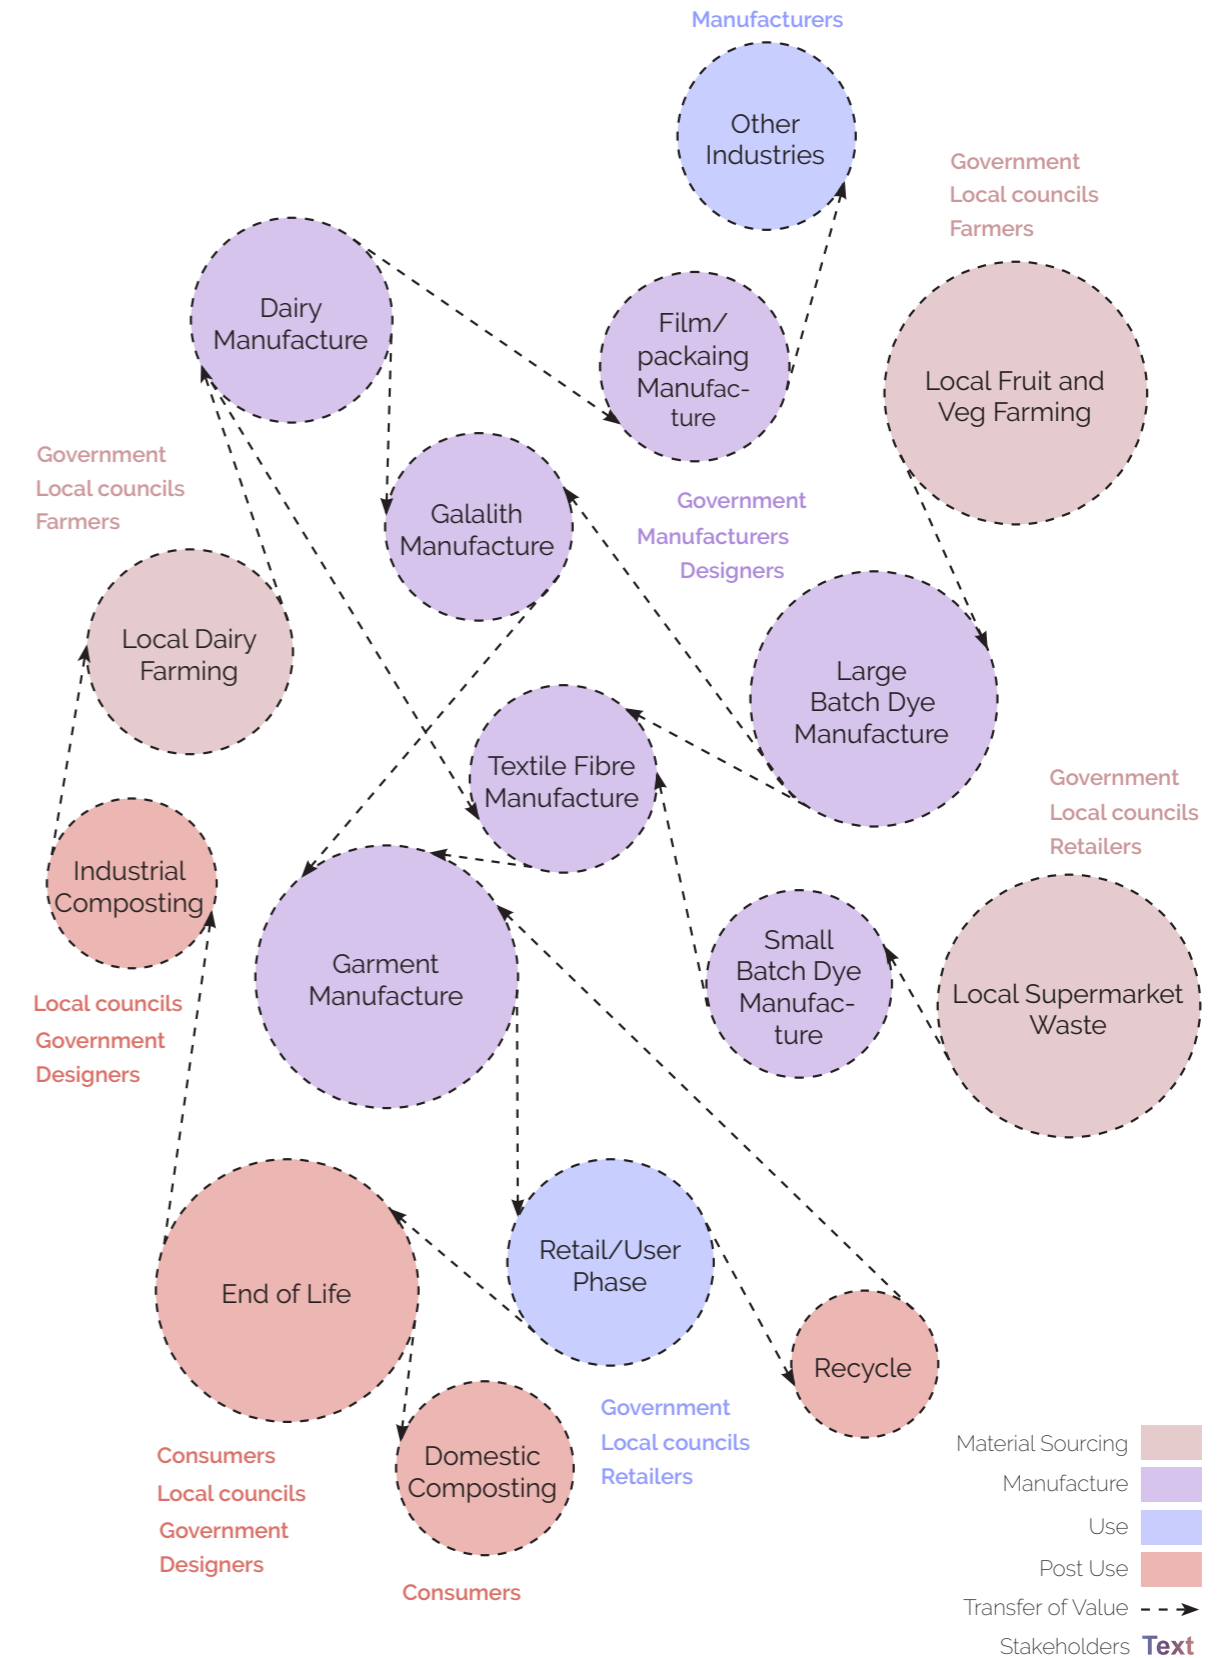 Manufacturers
Other
Industries
Government
Local councils
Farmers
Dairy
Manufacture
Film/
packaing
Manufac-
ture
Local Fruit and
Veg Farming
Government
Local councils
Farmers
Galalith
Manufacture
Government
Manufacturers
Designers
Local Dairy
Farming
Large
Batch Dye
Manufacture
Textile Fibre
Manufacture
Government
Local councils
Retailers
Industrial
Composting
Garment
Manufacture
Small
Batch Dye
Manufac-
ture
Local Supermarket
Waste
Local councils
Government
Designers
End of Life
Retail/User
Phase
Recycle
Consumers
Local councils
Government
Designers
Domestic
Composting
Consumers
Government
Local councils
Retailers
Material Sourcing
Manufacture
Use
Post Use
Transfer of Value
Stakeholders Text